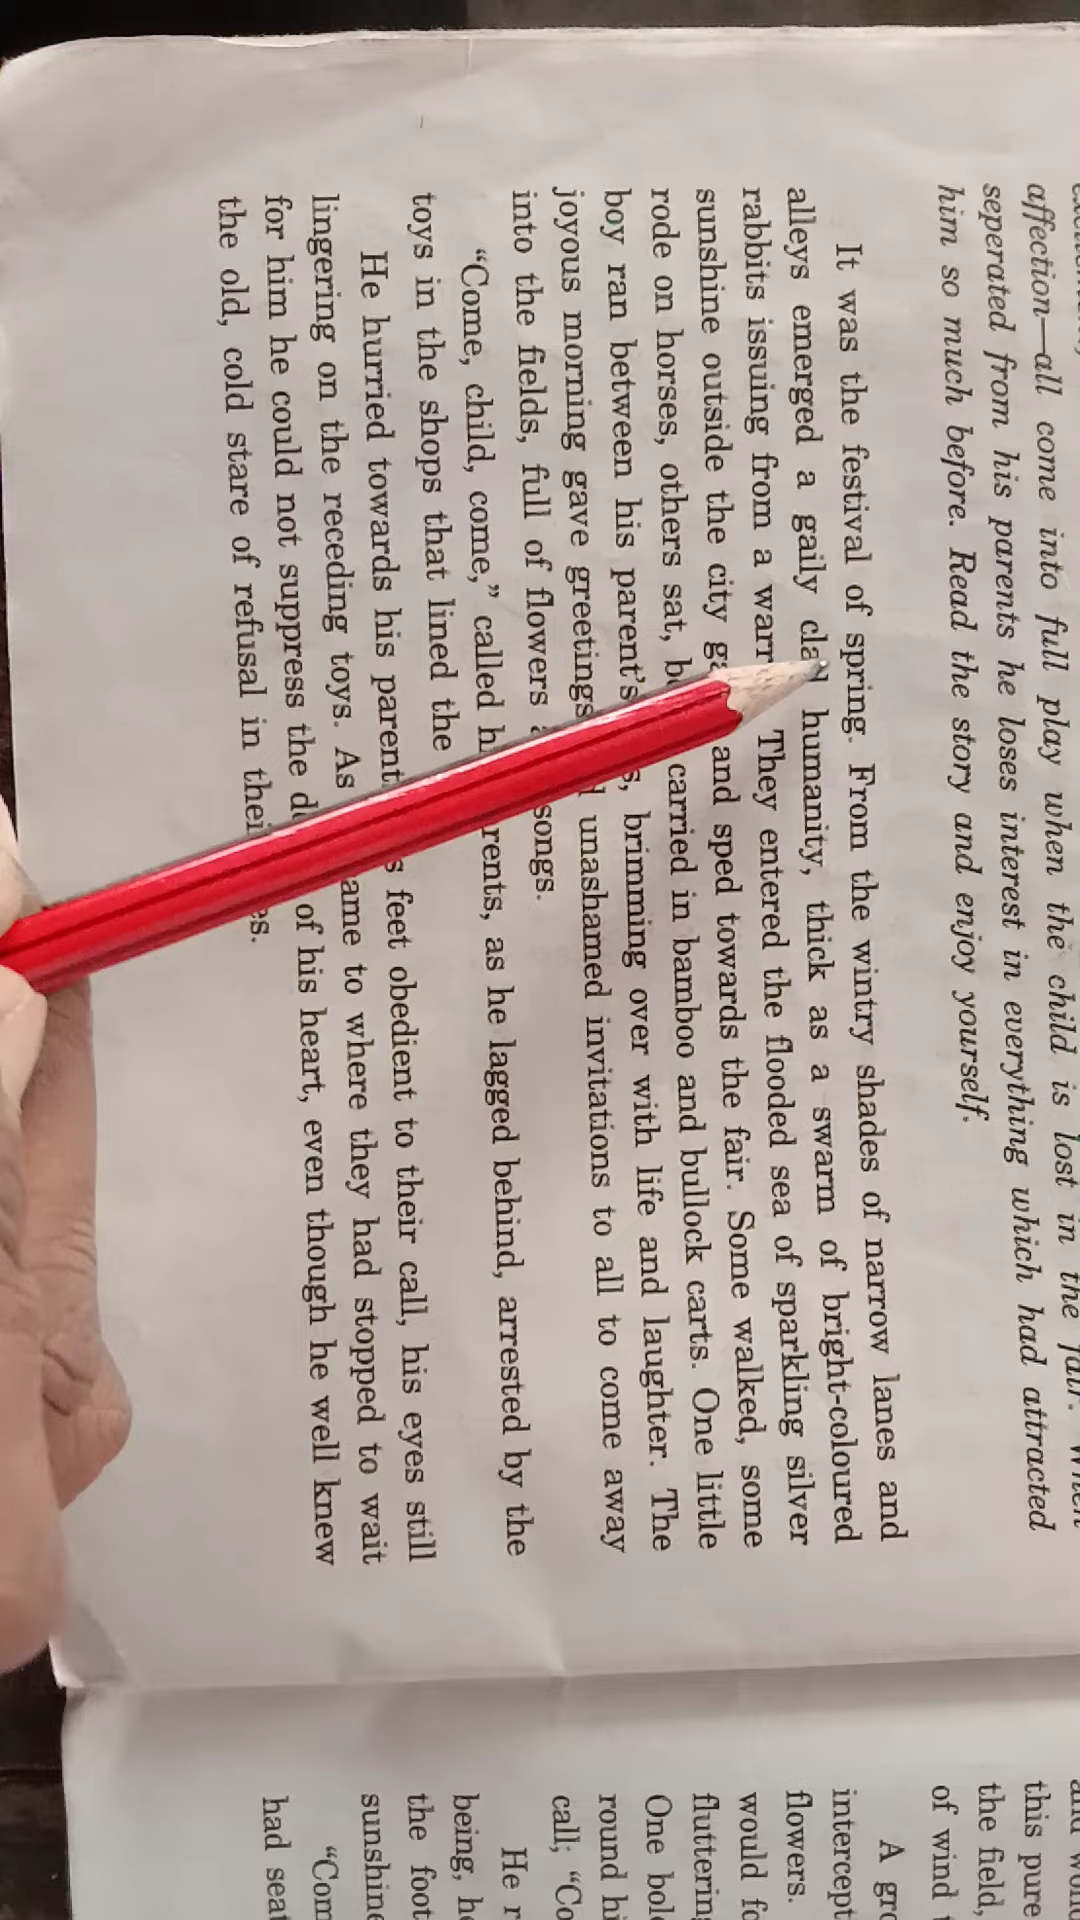 affection—all come into full play when the child is lost in the fair. When
seperated from his parents he loses interest in everything which had attracted
him so much before. Read the story and enjoy yourself.
It was the festival of spring. From the wintry shades of narrow lanes and
alleys emerged a gaily clad humanity, thick as a swarm of bright-coloured
rabbits issuing from a They entered the flooded sea of sparkling silver
sunshine outside the city and sped towards the fair. Some walked, some
rode on horses, others sat, carried in bamboo and bullock carts. One little
boy ran between his parent's brimming over with life and laughter. The
joyous morning gave greetings unashamed invitations to all to come away
into the fields, full of flowers songs.
"Come, child, come," called as he lagged behind, arrested by the
toys in the shops that lined the
He hurried towards his feet obedient to their call, his eyes still
lingering on the receding toys. As to where they had stopped to wait
for him he could not suppress the of his heart, even though he well knew
the old, cold stare of refusal in
this pure
the field,
of wind
A
flowers.
would
One
round
call;
He
being,
the foot
sunshine
had